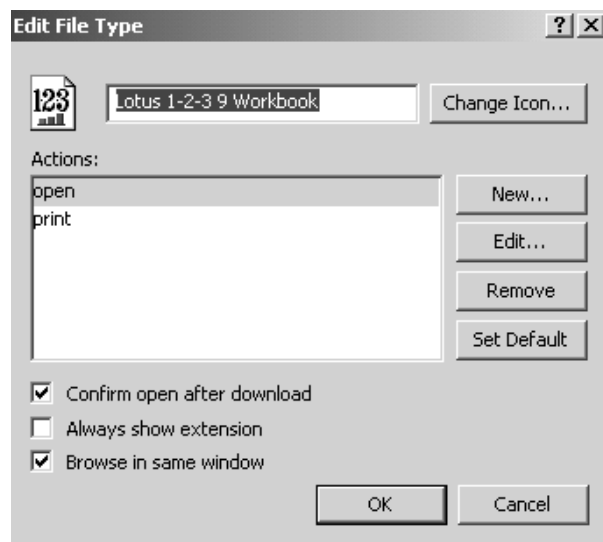 Edit File Type
? X
123
Lotus 1-2-3 9 Workbook
Change Icon...
Actions:
open
print
New...
Edit...
Remove
Set Default
Confirm open after download
Always show extension
Browse in same window
OK
Cancel